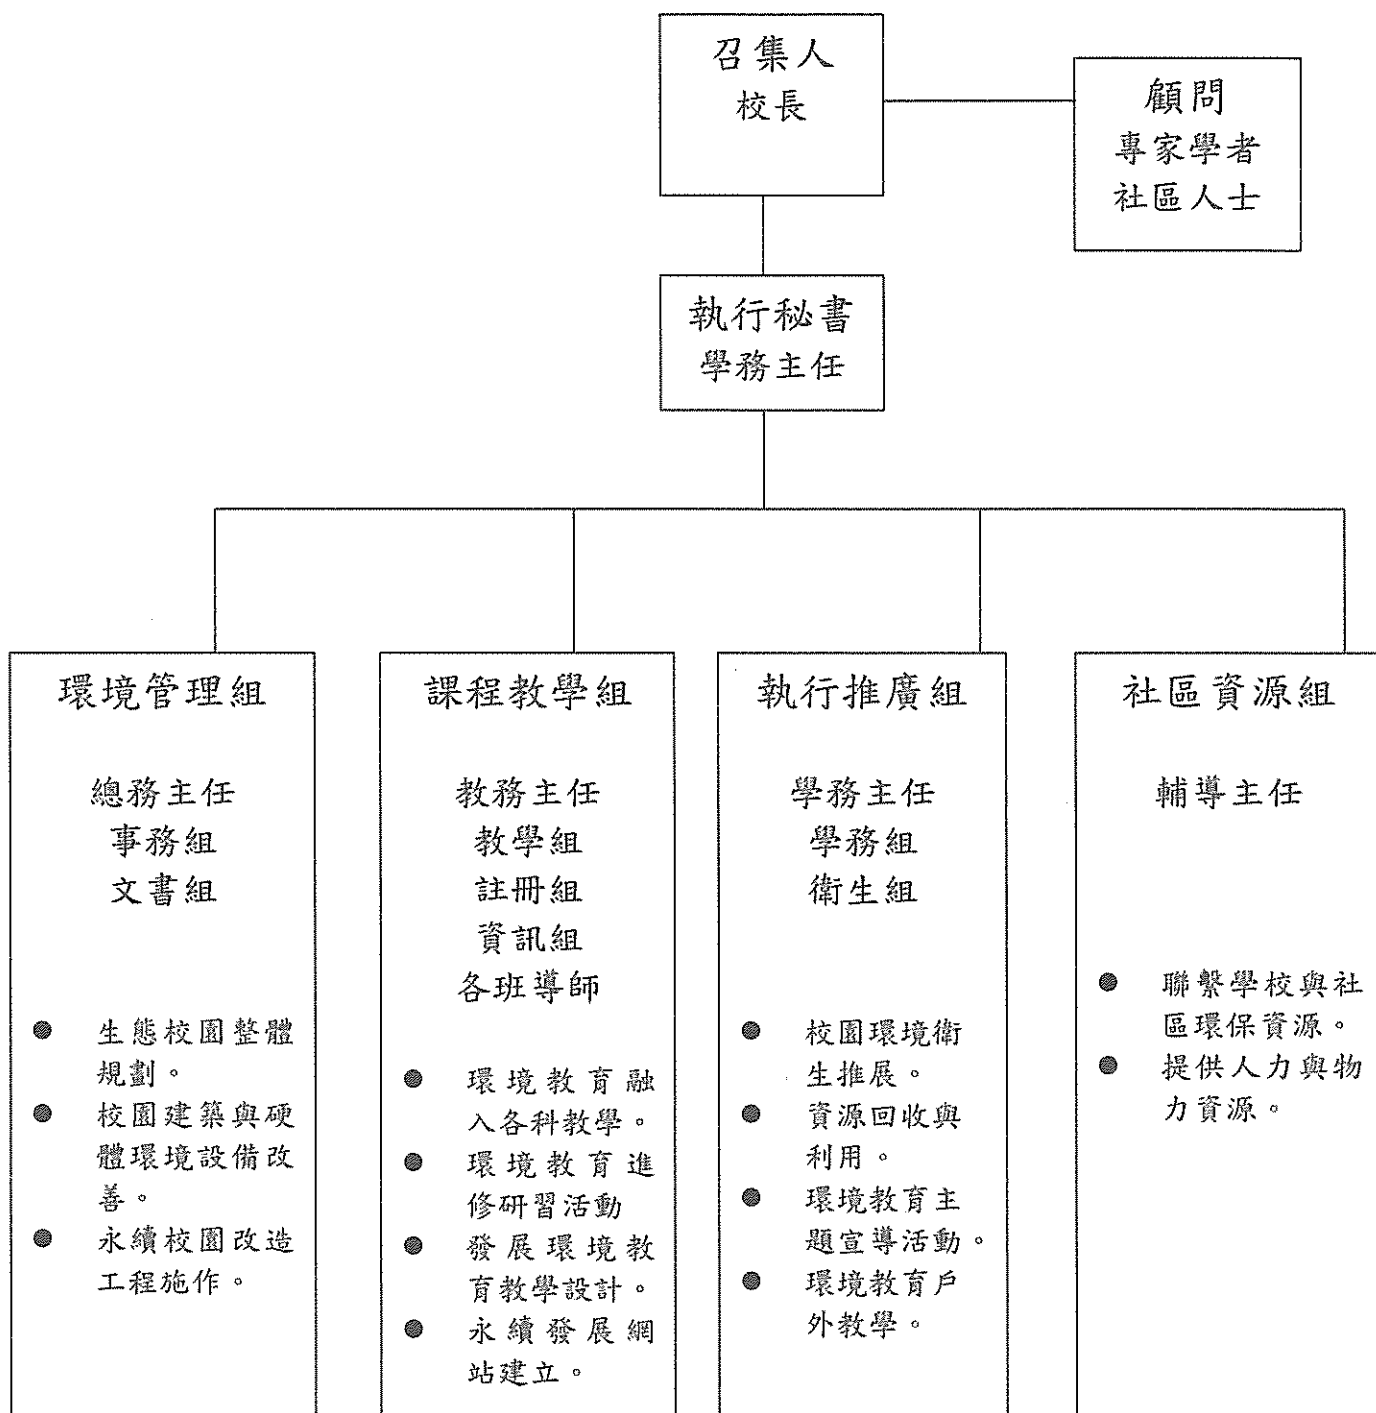 召集人
校長
顧問
專家學者
社區人士
執行秘書
學務主任
環境管理組
總務主任
事務組
文書組
● 生態校園整體
規劃。
● 校園建築與硬
體環境設備改
善。
● 永續校園改造
工程施作。
課程教學組
教務主任
教學組
註冊組
資訊組
各班導師
● 環境教育融
入各科教學。
● 環境教育進
修研習活動
● 發展環境教
育教學設計。
● 永續發展網
站建立。
執行推廣組
學務主任
學務組
衛生組
● 校園環境衛
生推展。
● 資源回收與
利用。
● 環境教育主
題宣導活動。
● 環境教育戶
外教學。
社區資源組
輔導主任
● 聯繫學校與社
區環保資源。
● 提供人力與物
力資源。